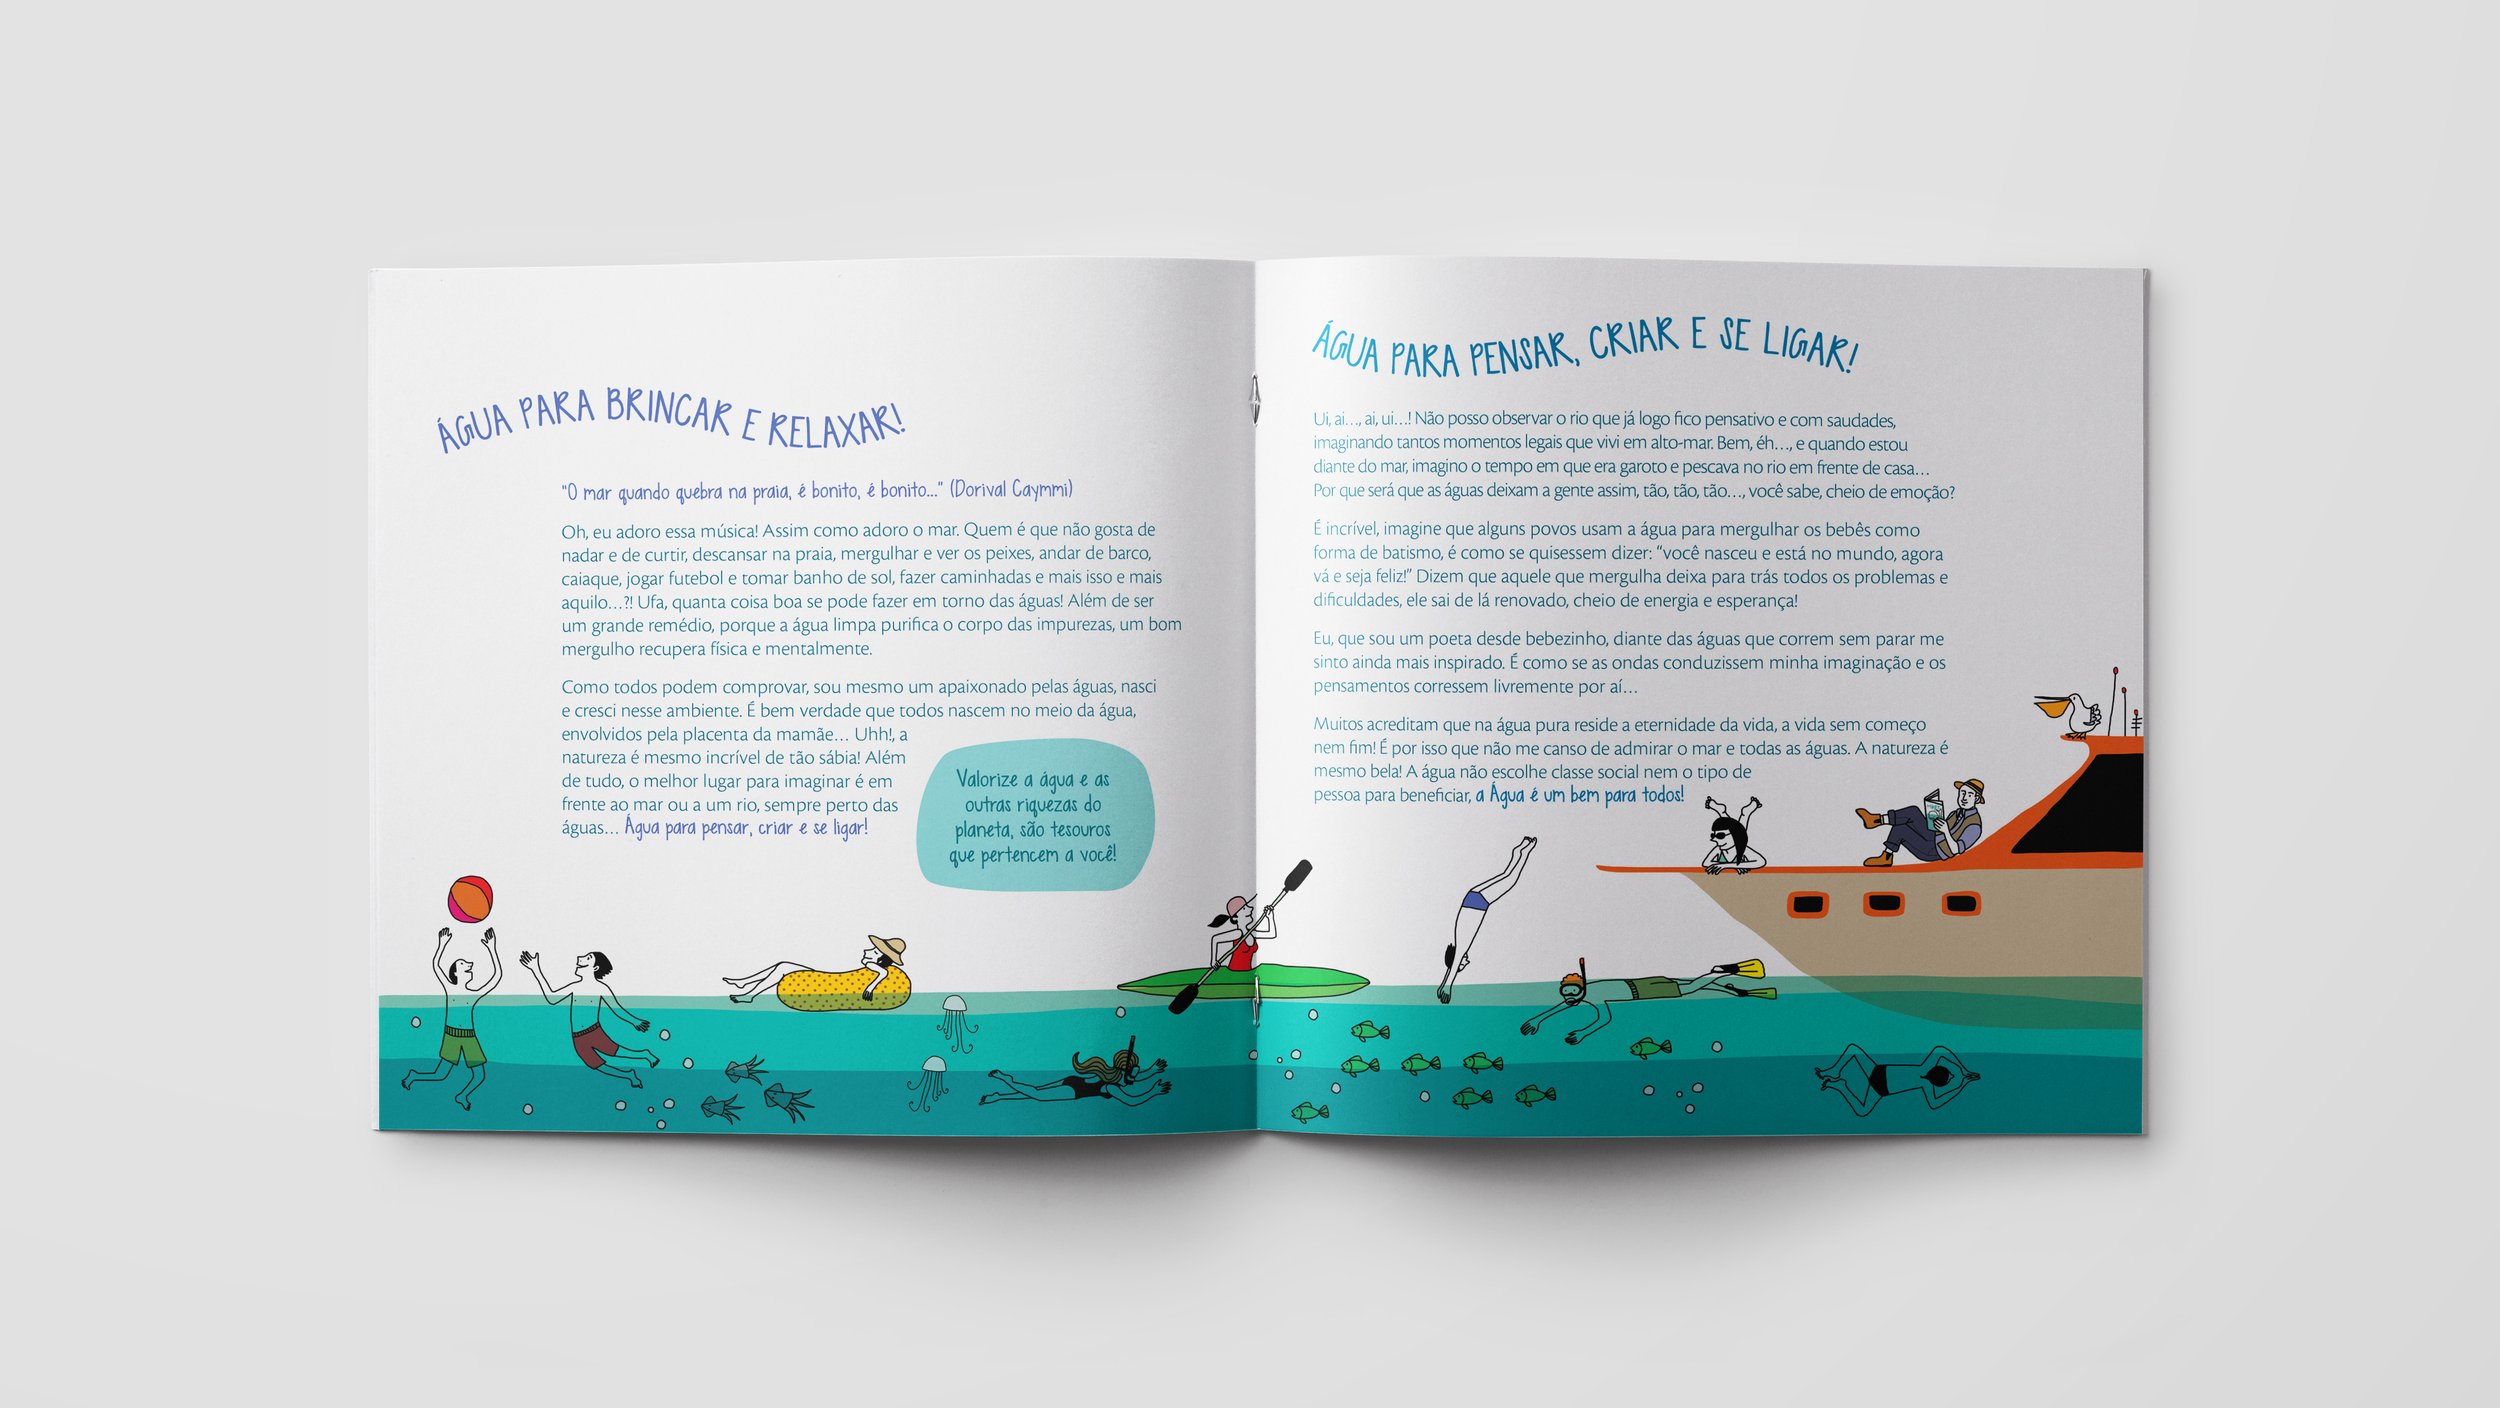 ÁGUA PARA BRINCAR E RELAXAR!
"O mar quando quebra na praia, é bonito, é bonito..." (Dorival Caymmi)
Oh, eu adoro essa música! Assim como adoro o mar. Quem é que não gosta de
nadar e de curtir, descansar na praia, mergulhar e ver os peixes, andar de barco,
caiaque, jogar futebol e tomar banho de sol, fazer caminhadas e mais isso e mais
aquilo...?! Ufa, quanta coisa boa se pode fazer em torno das águas! Além de ser
um grande remédio, porque a água limpa purifica o corpo das impurezas, um bom
mergulho recupera física e mentalmente.
Como todos podem comprovar, sou mesmo um apaixonado pelas águas, nasci
e cresci nesse ambiente. É bem verdade que todos nascem no meio da água,
envolvidos pela placenta da mamãe... Uhh!, a
natureza é mesmo incrível de tão sábia! Além
de tudo, o melhor lugar para imaginar é em
frente ao mar ou a um rio, sempre perto das
águas... Água para pensar, criar e se ligar!
Valorize a água e as
outras riquezas do
planeta, são tesouros
que pertencem a você!
ÁGUA PARA PENSAR, CRIAR E SE LIGAR!
Ui, ai..., ai, ui...! Não posso observar o rio que já logo fico pensativo e com saudades,
imaginando tantos momentos legais que vivi em alto-mar. Bem, éh..., e quando estou
diante do mar, imagino o tempo em que era garoto e pescava no rio em frente de casa...
Por que será que as águas deixam a gente assim, tão, tão, tão..., você sabe, cheio de emoção?
É incrível, imagine que alguns povos usam a água para mergulhar os bebês como
forma de batismo, é como se quisessem dizer: “você nasceu e está no mundo, agora
vá e seja feliz!” Dizem que aquele que mergulha deixa para trás todos os problemas e
dificuldades, ele sai de lá renovado, cheio de energia e esperança!
Eu, que sou um poeta desde bebezinho, diante das águas que correm sem parar me
sinto ainda mais inspirado. É como se as ondas conduzissem minha imaginação e os
pensamentos corressem livremente por aí...
Muitos acreditam que na água pura reside a eternidade da vida, a vida sem começo
nem fim! É por isso que não me canso de admirar o mar e todas as águas. A natureza é
mesmo bela! A água não escolhe classe social nem o tipo de
pessoa para beneficiar, a Água é um bem para todos!